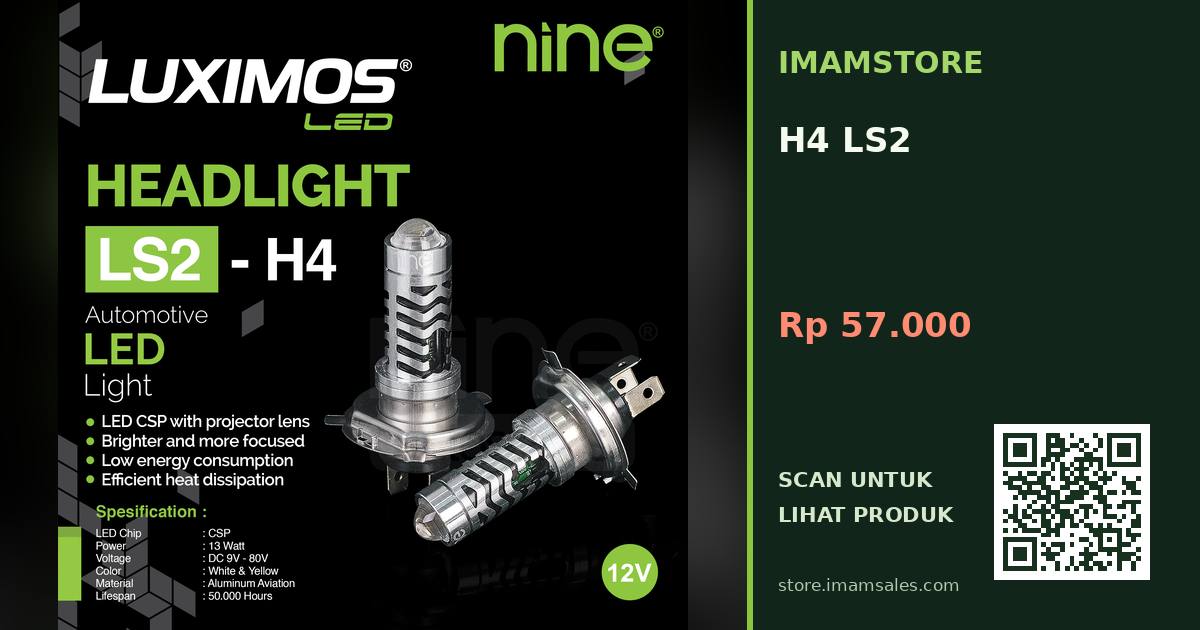 LUXIMOS®
LED
nine®
HEADLIGHT
LS2 - H4
Automotive
LED
Light
LED CSP with projector lens
Brighter and more focused
Low energy consumption
Efficient heat dissipation
Spesification :
LED Chip : CSP
Power : 13 Watt
Voltage : DC 9V - 80V
Color : White & Yellow
Material : Aluminum Aviation
Lifespan : 50.000 Hours
nine®
12V
IMAMSTORE
H4 LS2
Rp 57.000
SCAN UNTUK
LIHAT PRODUK
store.imamsales.com